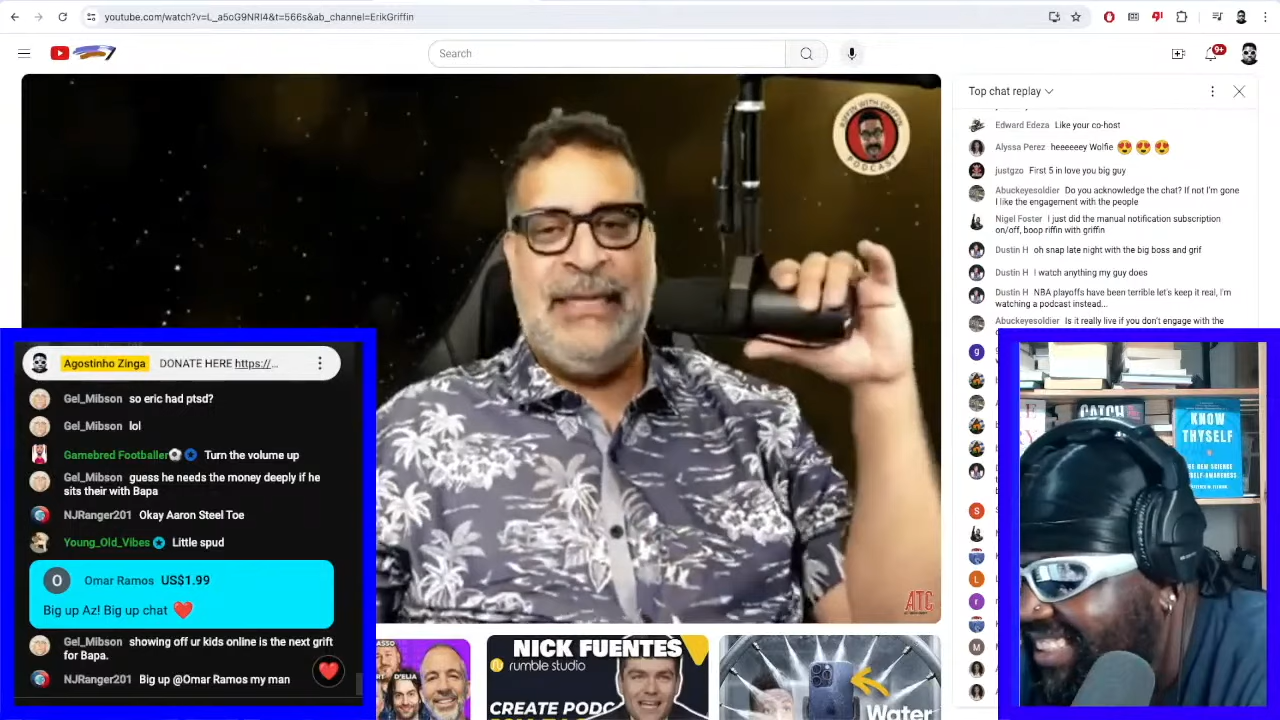 youtube.com/watch?v=L_a5oG9NRI4&t=566s&ab_channel=ErikGriffin
Search
9+
RIFFIN WITH GRIFFIN
PODCAST
ATC
Top chat replay
Edward Edeza Like your co-host
Alyssa Perez heeeeeey Wolfie 😍 😍 😍
justgzo First 5 in love you big guy
Abuckeyesoldier Do you acknowledge the chat? If not I'm gone
I like the engagement with the people
Nigel Foster I just did the manual notification subscription
on/off, boop riffin with griffin
Dustin H oh snap late night with the big boss and grif
Dustin H I watch anything my guy does
Dustin H NBA playoffs have been terrible let's keep it real, I'm
watching a podcast instead...
Abuckeyesoldier Is it really live if you don't engage with the
Agostinho Zinga DONATE HERE https://...
Gel_Mibson so eric had ptsd?
Gel_Mibson lol
Gamebred Footballer⚽ Turn the volume up
Gel_Mibson guess he needs the money deeply if he
sits their with Bapa
NJRanger201 Okay Aaron Steel Toe
Young_Old_Vibes Little spud
O Omar Ramos US$1.99
Big up Az! Big up chat ❤️
Gel_Mibson showing off ur kids online is the next grift
for Bapa.
NJRanger201 Big up @Omar Ramos my man
ASSO
D'ELIA
NICK FUENTES
rumble studio
CREATE PODC
Water
CATCH
KNOW
THYSELF